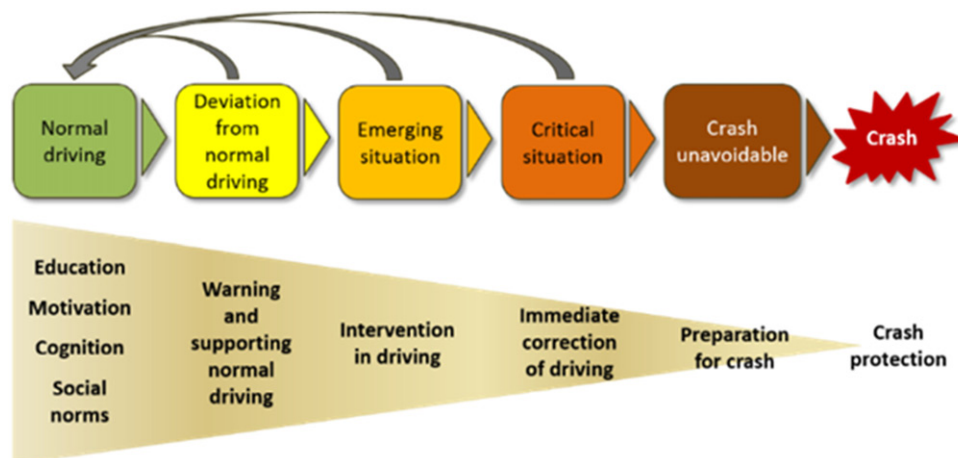 Normal
driving
Deviation
from
normal
driving
Emerging
situation
Critical
situation
Crash
unavoidable
Crash
Education
Motivation
Cognition
Social
norms
Warning
and
supporting
normal
driving
Intervention
in driving
Immediate
correction
of driving
Preparation
for crash
Crash
protection